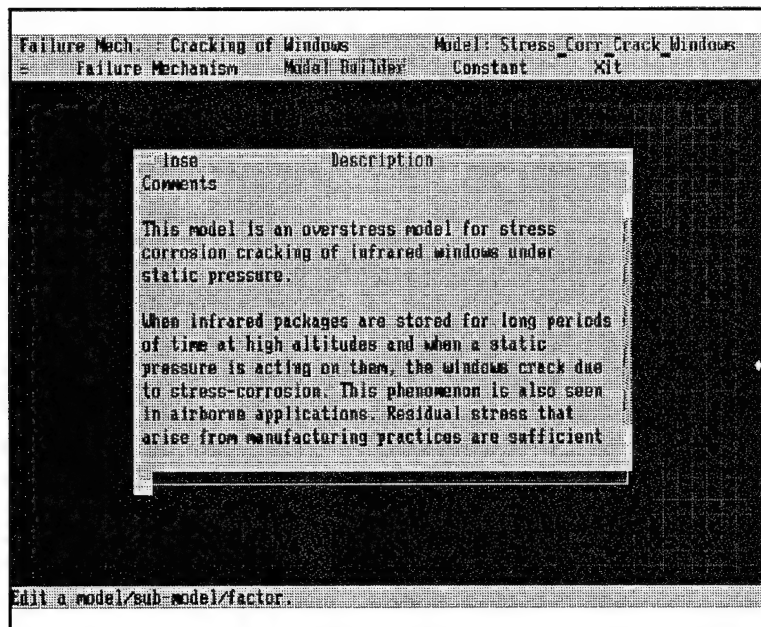 Failure Mech. : Cracking of Windows Model: Stress_Corr_Crack_Windows
= Failure Mechanism Model Builder Constant Xit
lose Description
Comments
This model is an overstress model for stress
corrosion cracking of infrared windows under
static pressure.
When infrared packages are stored for long periods
of time at high altitudes and when a static
pressure is acting on them, the windows crack due
to stress-corrosion. This phenomenon is also seen
in airborne applications. Residual stress that
arise from manufacturing practices are sufficient
Edit a model/sub-model/factor.